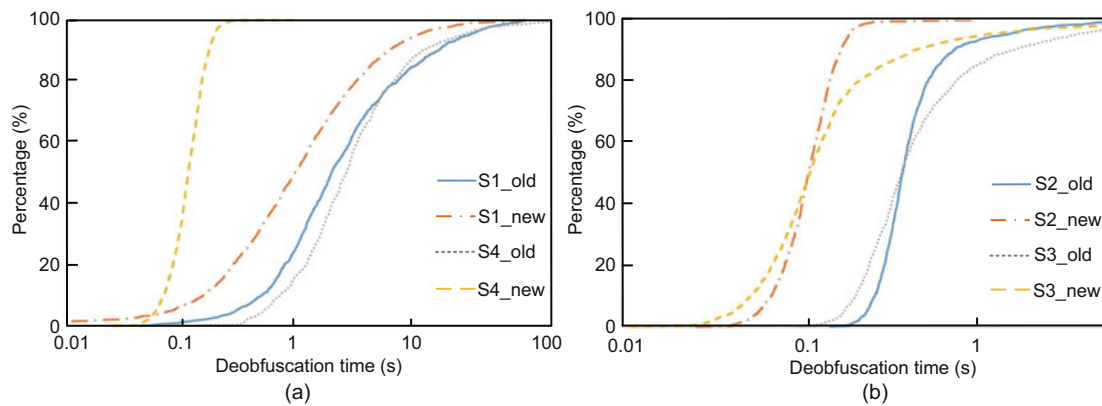 100
80
60
40
20
0
Percentage (%)
0.01 0.1 1 10 100
Deobfuscation time (s)
S1_old
S1_new
S4_old
S4_new
(a)
100
80
60
40
20
0
Percentage (%)
0.01 0.1 1
Deobfuscation time (s)
S2_old
S2_new
S3_old
S3_new
(b)